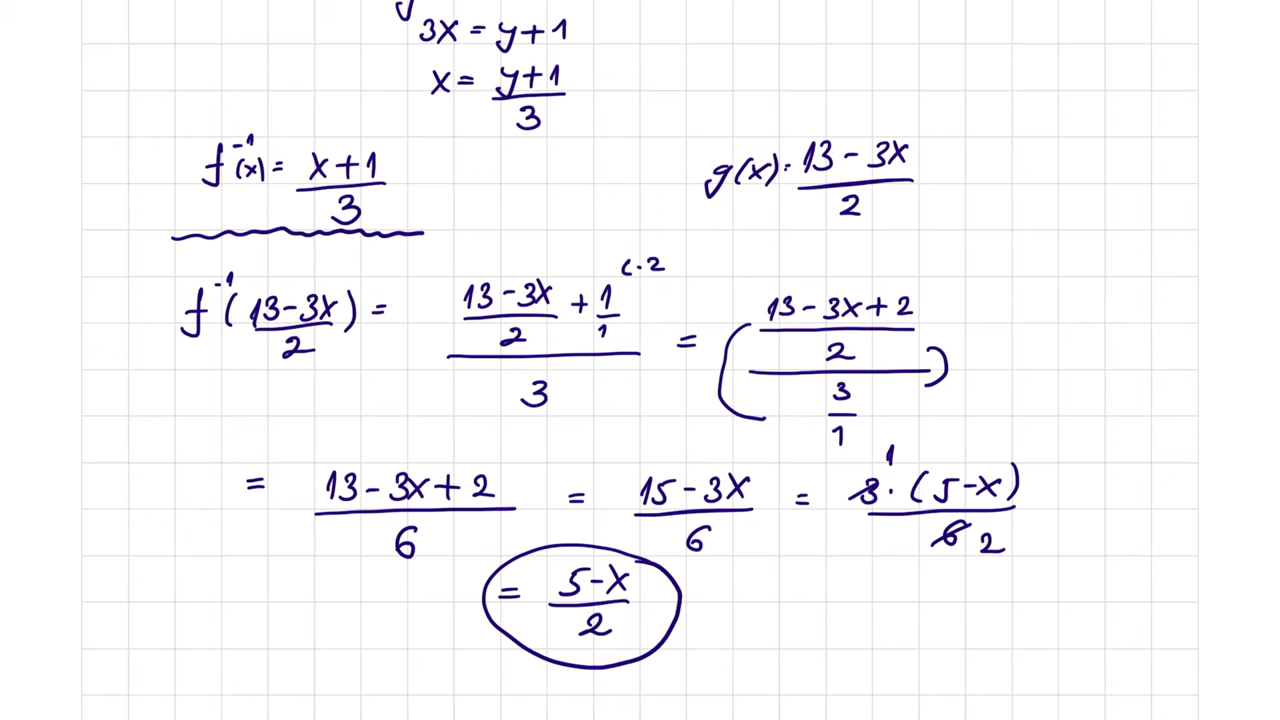 y
3x = y+1
x = (y+1)/3
f⁻¹(x) = (x+1)/3
g(x) = (13-3x)/2
f⁻¹((13-3x)/2) = ((13-3x)/2 + 1/1 (·2)/3 = (((13-3x+2)/2)/(3/1))
= (13-3x+2)/6 = (15-3x)/6 = 3 1·(5-x)/6 2
= (5-x)/2